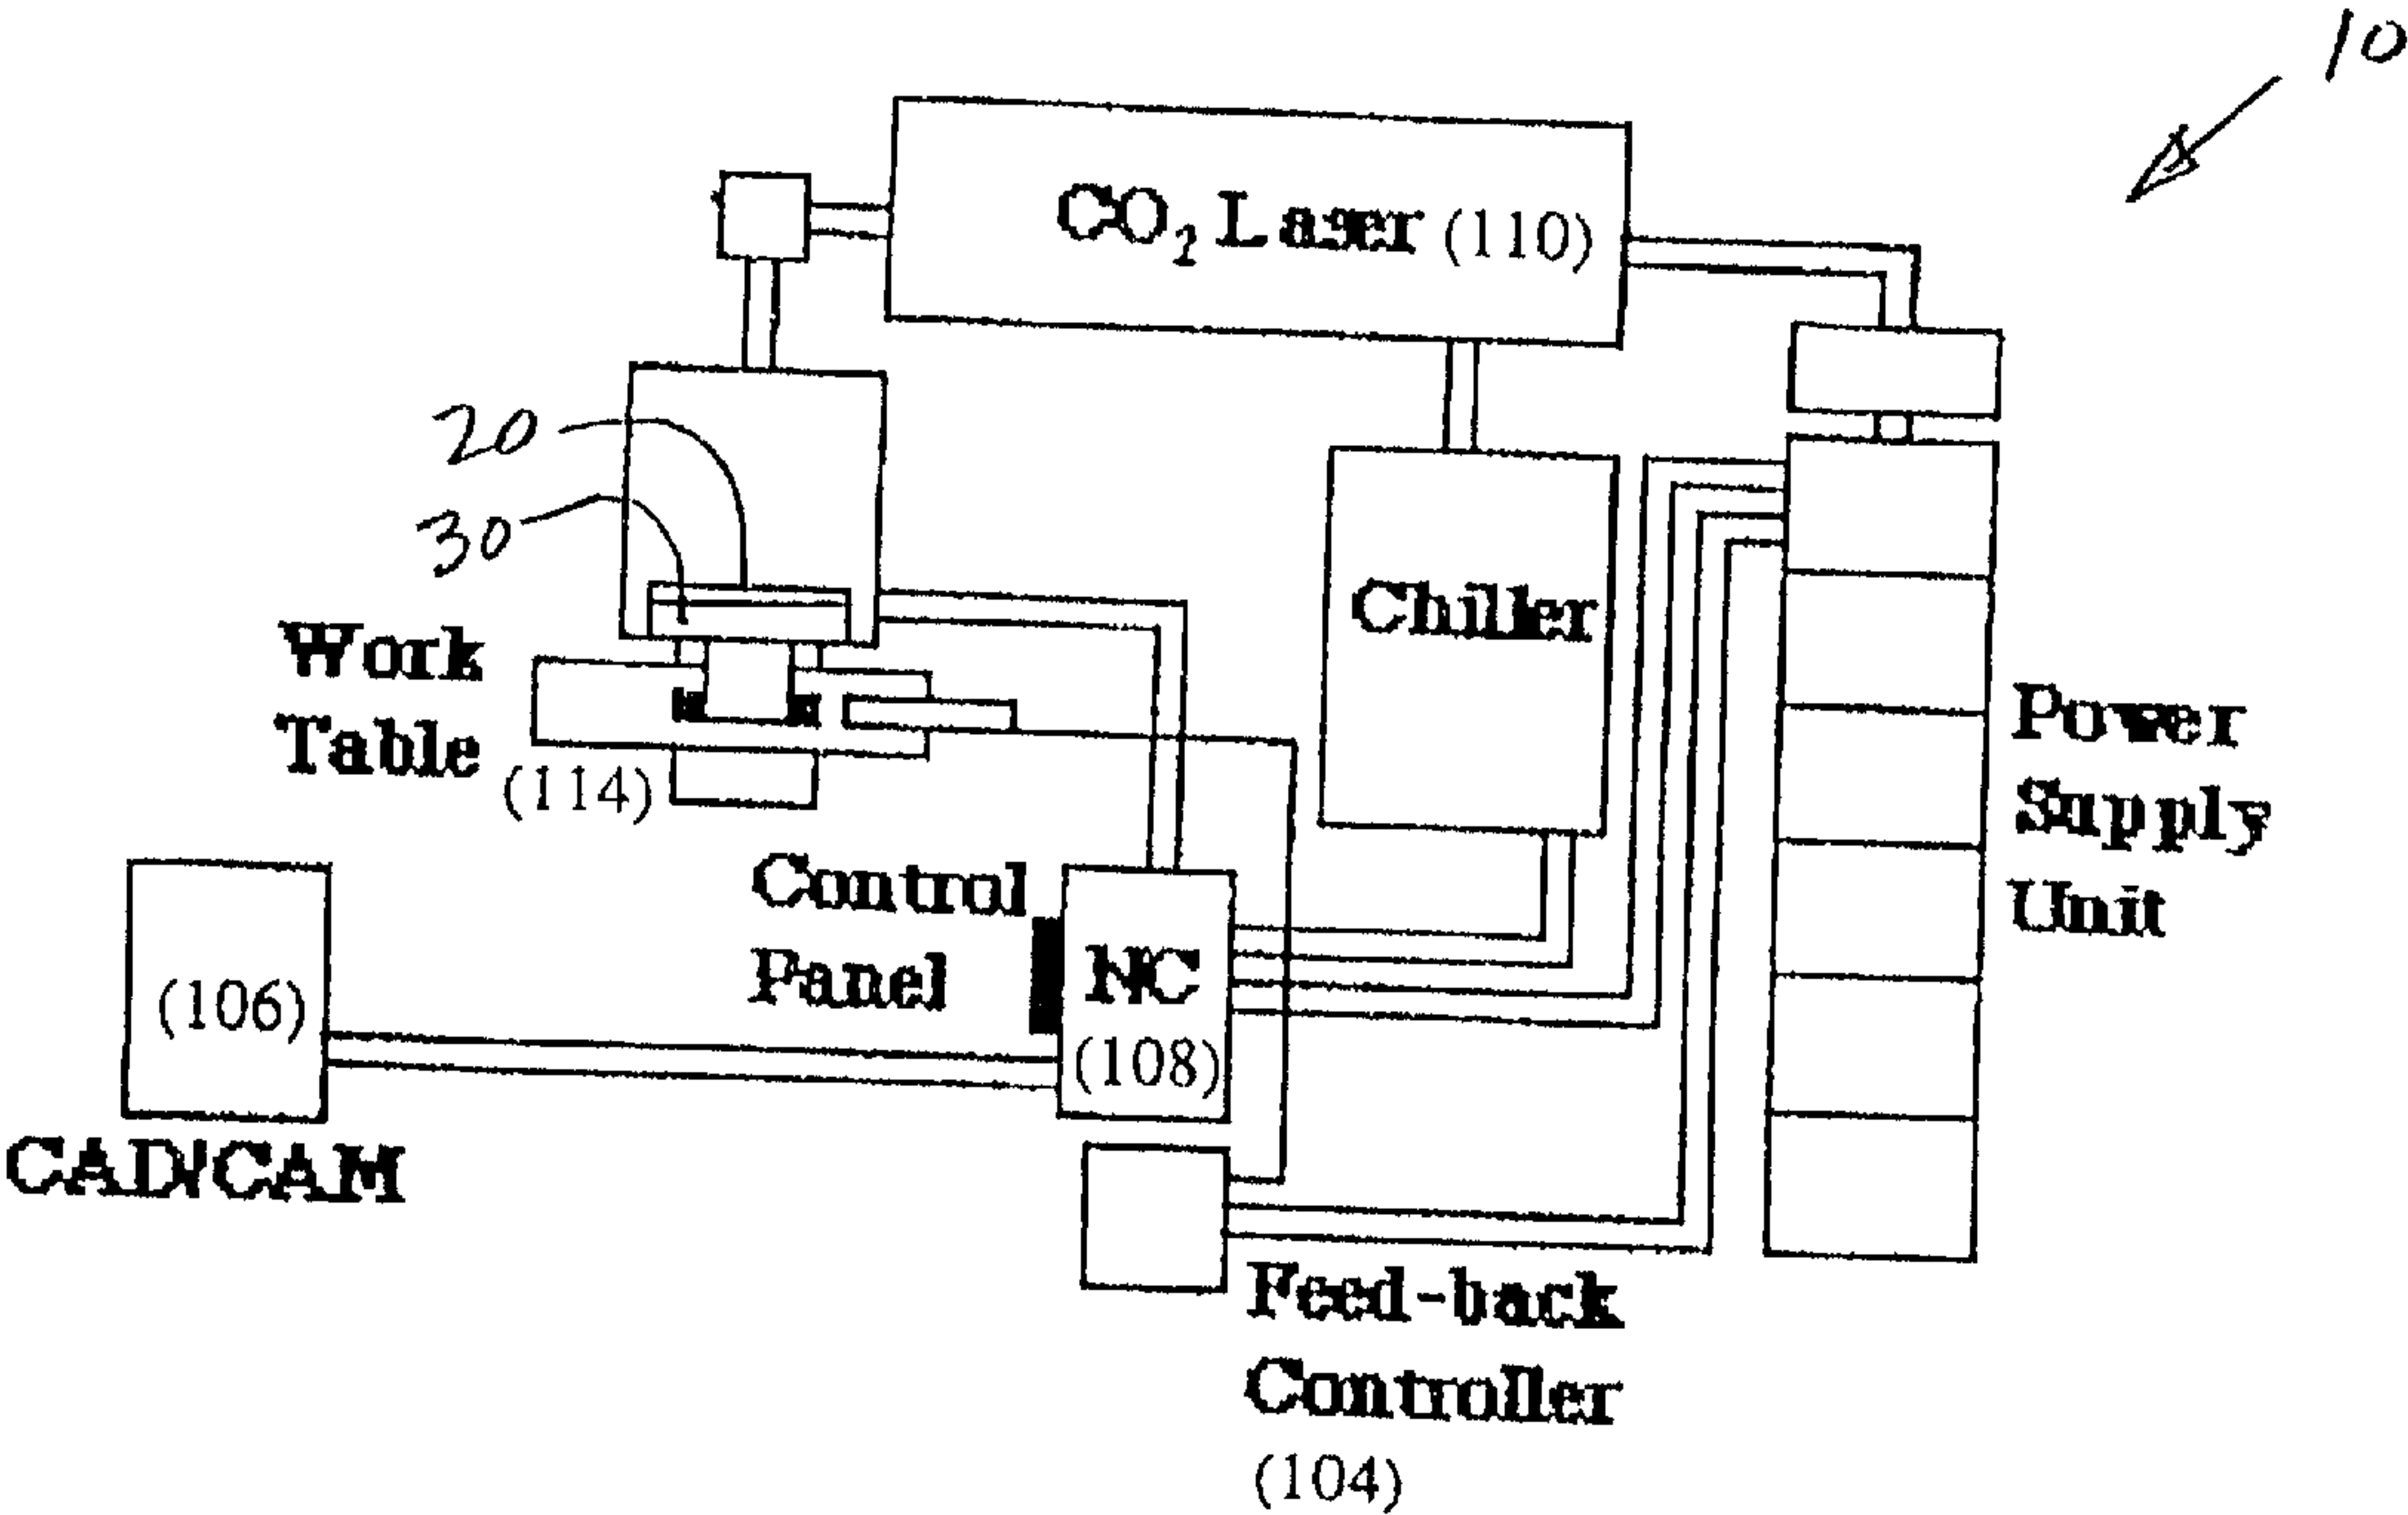 10
CO2 Laser (110)
20
30
Work
Table
(114)
Chiller
Power
Supply
Unit
Control
Panel
NC
(108)
(106)
CAD/CAM
Feed-back
Controller
(104)